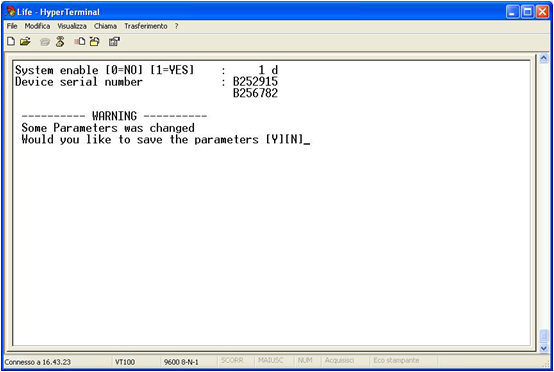 Life - HyperTerminal
File Modifica Visualizza Chiama Trasferimento ?
System enable [0=NO] [1=YES] : 1 d
Device serial number : B252915
B256782
---------- WARNING ----------
Some Parameters was changed
Would you like to save the parameters [Y][N]_
Connesso a 16.43.23 VT100 9600 8-N-1 SCORR MAIUSC NUM Acquisisci Eco stampante